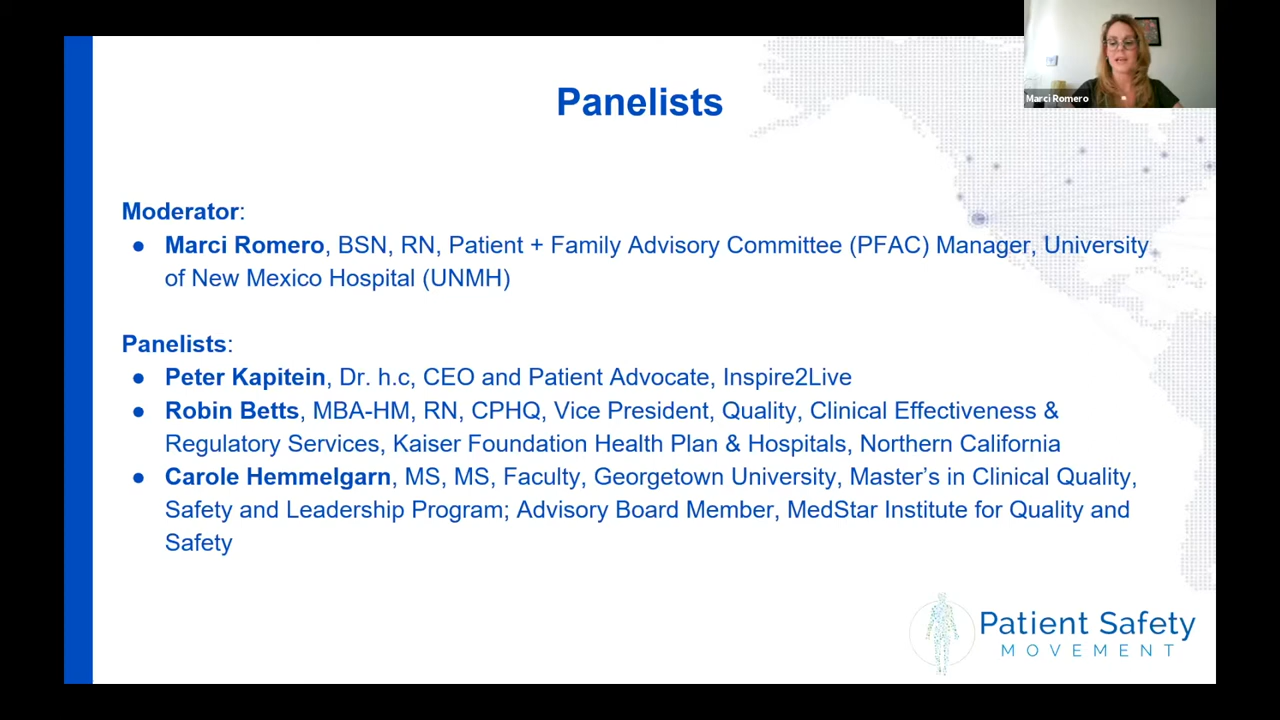 Panelists
Marci Romero
Moderator:
● Marci Romero, BSN, RN, Patient + Family Advisory Committee (PFAC) Manager, University
of New Mexico Hospital (UNMH)
Panelists:
● Peter Kapitein, Dr. h.c, CEO and Patient Advocate, Inspire2Live
● Robin Betts, MBA-HM, RN, CPHQ, Vice President, Quality, Clinical Effectiveness &
Regulatory Services, Kaiser Foundation Health Plan & Hospitals, Northern California
● Carole Hemmelgarn, MS, MS, Faculty, Georgetown University, Master’s in Clinical Quality,
Safety and Leadership Program; Advisory Board Member, MedStar Institute for Quality and
Safety
Patient Safety
MOVEMENT